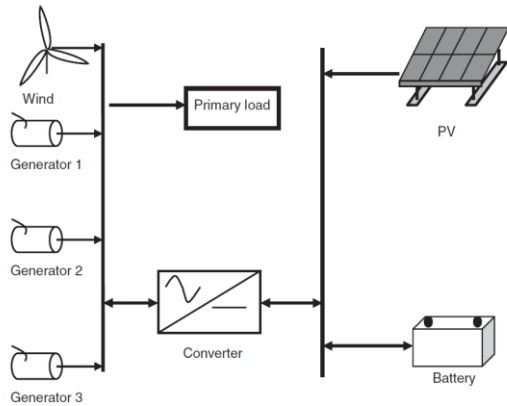 Wind
Primary load
PV
Generator 1
Generator 2
Converter
Battery
Generator 3